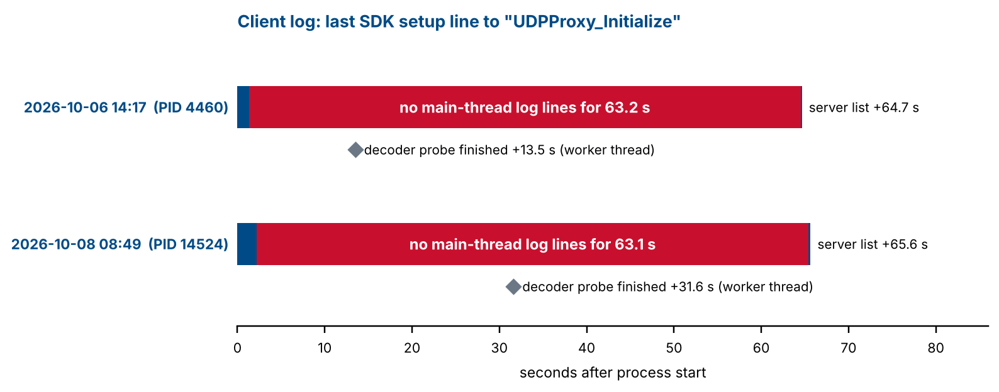 Client log: last SDK setup line to "UDPProxy_Initialize"
2026-10-06 14:17 (PID 4460)
no main-thread log lines for 63.2 s
server list +64.7 s
decoder probe finished +13.5 s (worker thread)
2026-10-08 08:49 (PID 14524)
no main-thread log lines for 63.1 s
server list +65.6 s
decoder probe finished +31.6 s (worker thread)
0 10 20 30 40 50 60 70 80
seconds after process start